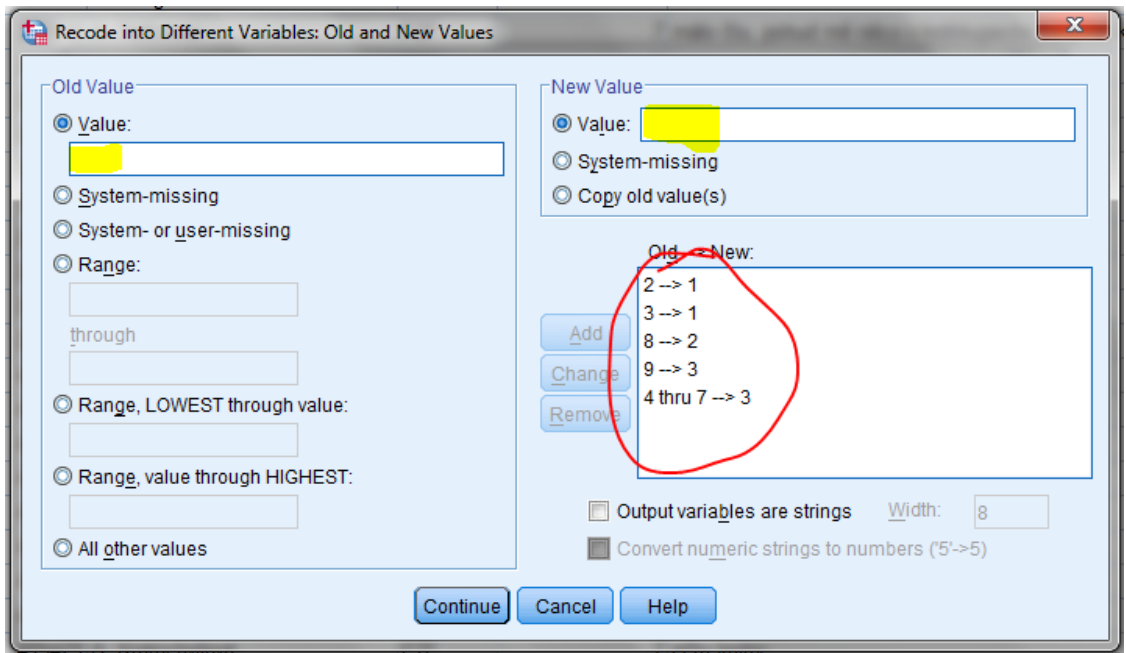 Recode into Different Variables: Old and New Values
Old Value
Value:
System-missing
System- or user-missing
Range:
through
Range, LOWEST through value:
Range, value through HIGHEST:
All other values
New Value
Value:
System-missing
Copy old value(s)
Old --> New:
2 --> 1
3 --> 1
8 --> 2
9 --> 3
4 thru 7 --> 3
Add
Change
Remove
Output variables are strings Width: 8
Convert numeric strings to numbers ('5'->5)
Continue Cancel Help